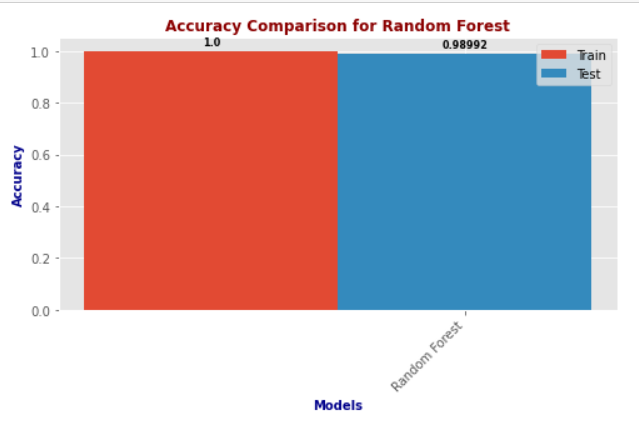 Accuracy Comparison for Random Forest
1.0
0.98992
Train
Test
1.0
0.8
0.6
0.4
0.2
0.0
Accuracy
Random Forest
Models